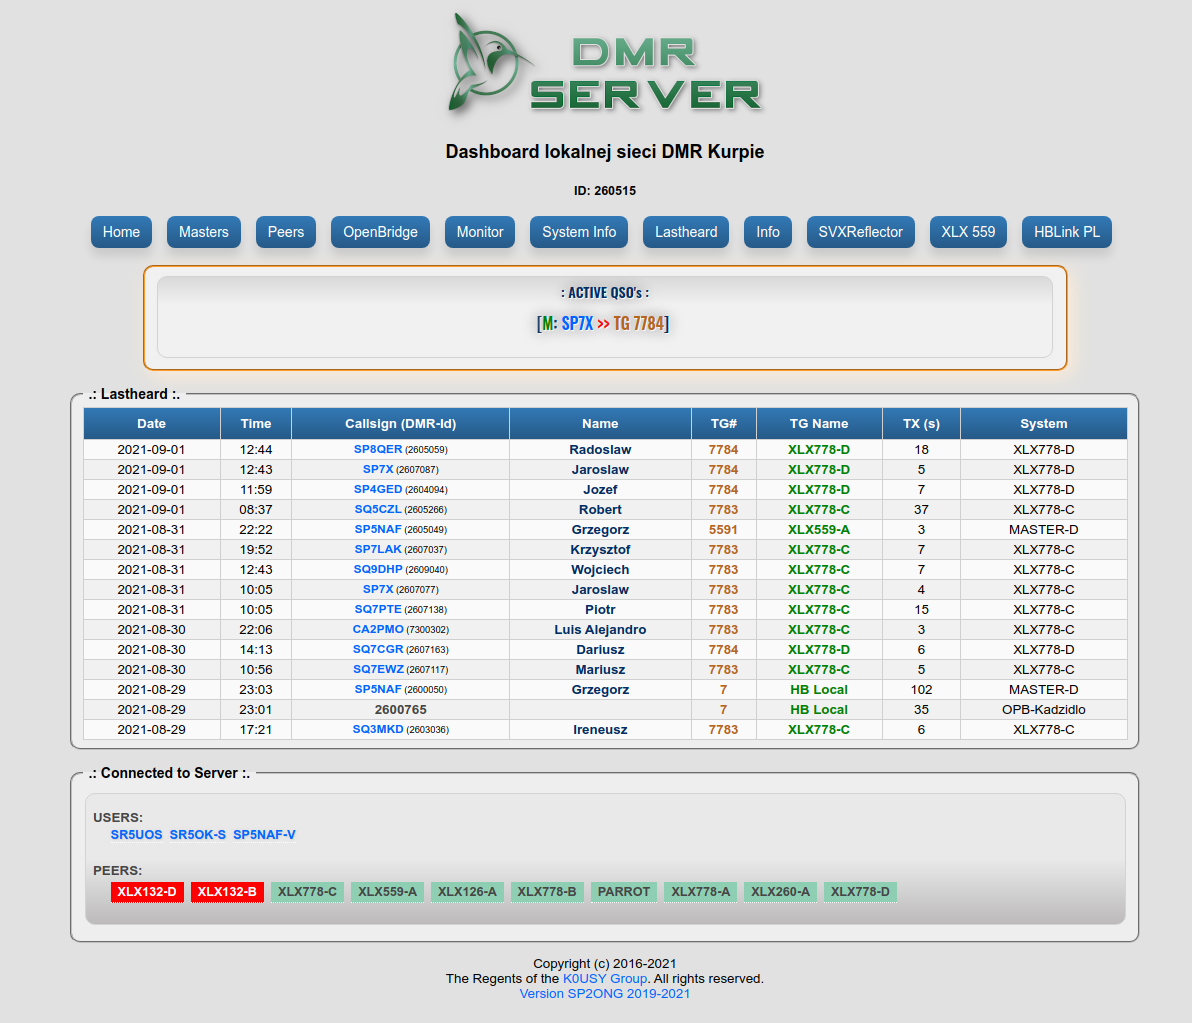 DMR
SERVER
Dashboard lokalnej sieci DMR Kurpie
ID: 260515
Home Masters Peers OpenBridge Monitor System Info Lastheard Info SVXReflector XLX 559 HBLink PL
: ACTIVE QSO's :
[M: SP7X >> TG 7784]
.: Lastheard :.
Date Time Callsign (DMR-Id) Name TG# TG Name TX (s) System
2021-09-01 12:44 SP8QER (2605059) Radoslaw 7784 XLX778-D 18 XLX778-D
2021-09-01 12:43 SP7X (2607087) Jaroslaw 7784 XLX778-D 5 XLX778-D
2021-09-01 11:59 SP4GED (2604094) Jozef 7784 XLX778-D 7 XLX778-D
2021-09-01 08:37 SQ5CZL (2605266) Robert 7783 XLX778-C 37 XLX778-C
2021-08-31 22:22 SP5NAF (2605049) Grzegorz 5591 XLX559-A 3 MASTER-D
2021-08-31 19:52 SP7LAK (2607037) Krzysztof 7783 XLX778-C 7 XLX778-C
2021-08-31 12:43 SQ9DHP (2609040) Wojciech 7783 XLX778-C 7 XLX778-C
2021-08-31 10:05 SP7X (2607077) Jaroslaw 7783 XLX778-C 4 XLX778-C
2021-08-31 10:05 SQ7PTE (2607138) Piotr 7783 XLX778-C 15 XLX778-C
2021-08-30 22:06 CA2PMO (7300302) Luis Alejandro 7783 XLX778-C 3 XLX778-C
2021-08-30 14:13 SQ7CGR (2607163) Dariusz 7784 XLX778-D 6 XLX778-D
2021-08-30 10:56 SQ7EWZ (2607117) Mariusz 7783 XLX778-C 5 XLX778-C
2021-08-29 23:03 SP5NAF (2600050) Grzegorz 7 HB Local 102 MASTER-D
2021-08-29 23:01 2600765 7 HB Local 35 OPB-Kadzidlo
2021-08-29 17:21 SQ3MKD (2603036) Ireneusz 7783 XLX778-C 6 XLX778-C
.: Connected to Server :.
USERS:
SR5UOS SR5OK-S SP5NAF-V
PEERS:
XLX132-D XLX132-B XLX778-C XLX559-A XLX126-A XLX778-B PARROT XLX778-A XLX260-A XLX778-D
Copyright (c) 2016-2021
The Regents of the K0USY Group. All rights reserved.
Version SP2ONG 2019-2021